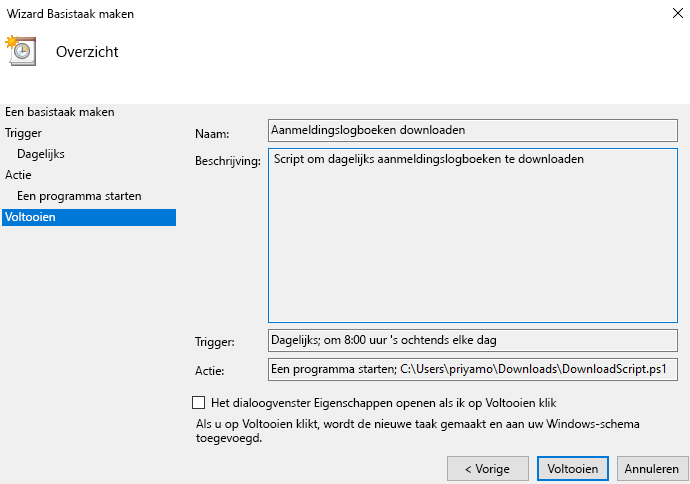 Wizard Basistaak maken
Overzicht
Een basistaak maken
Trigger
Dagelijks
Actie
Een programma starten
Voltooien
Naam: Aanmeldingslogboeken downloaden
Beschrijving: Script om dagelijks aanmeldingslogboeken te downloaden
Trigger: Dagelijks; om 8:00 uur 's ochtends elke dag
Actie: Een programma starten; C:\Users\priyamo\Downloads\DownloadScript.ps1
Het dialoogvenster Eigenschappen openen als ik op Voltooien klik
Als u op Voltooien klikt, wordt de nieuwe taak gemaakt en aan uw Windows-schema
toegevoegd.
< Vorige Voltooien Annuleren